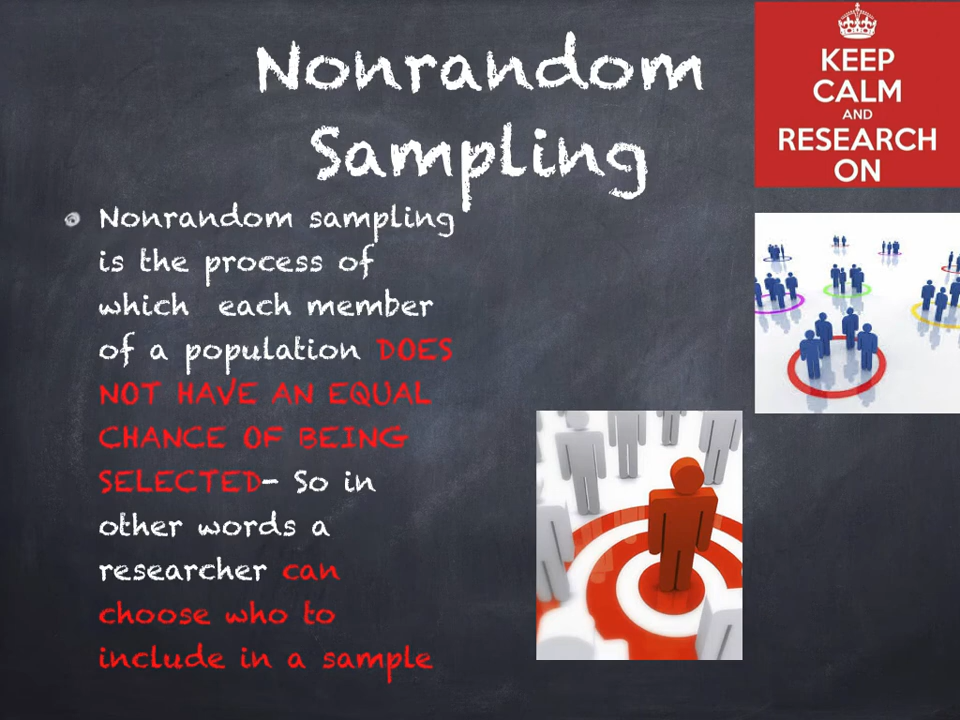 Nonrandom
Sampling
KEEP
CALM
AND
RESEARCH
ON
Nonrandom sampling
is the process of
which each member
of a population DOES
NOT HAVE AN EQUAL
CHANCE OF BEING
SELECTED- So in
other words a
researcher can
choose who to
include in a sample